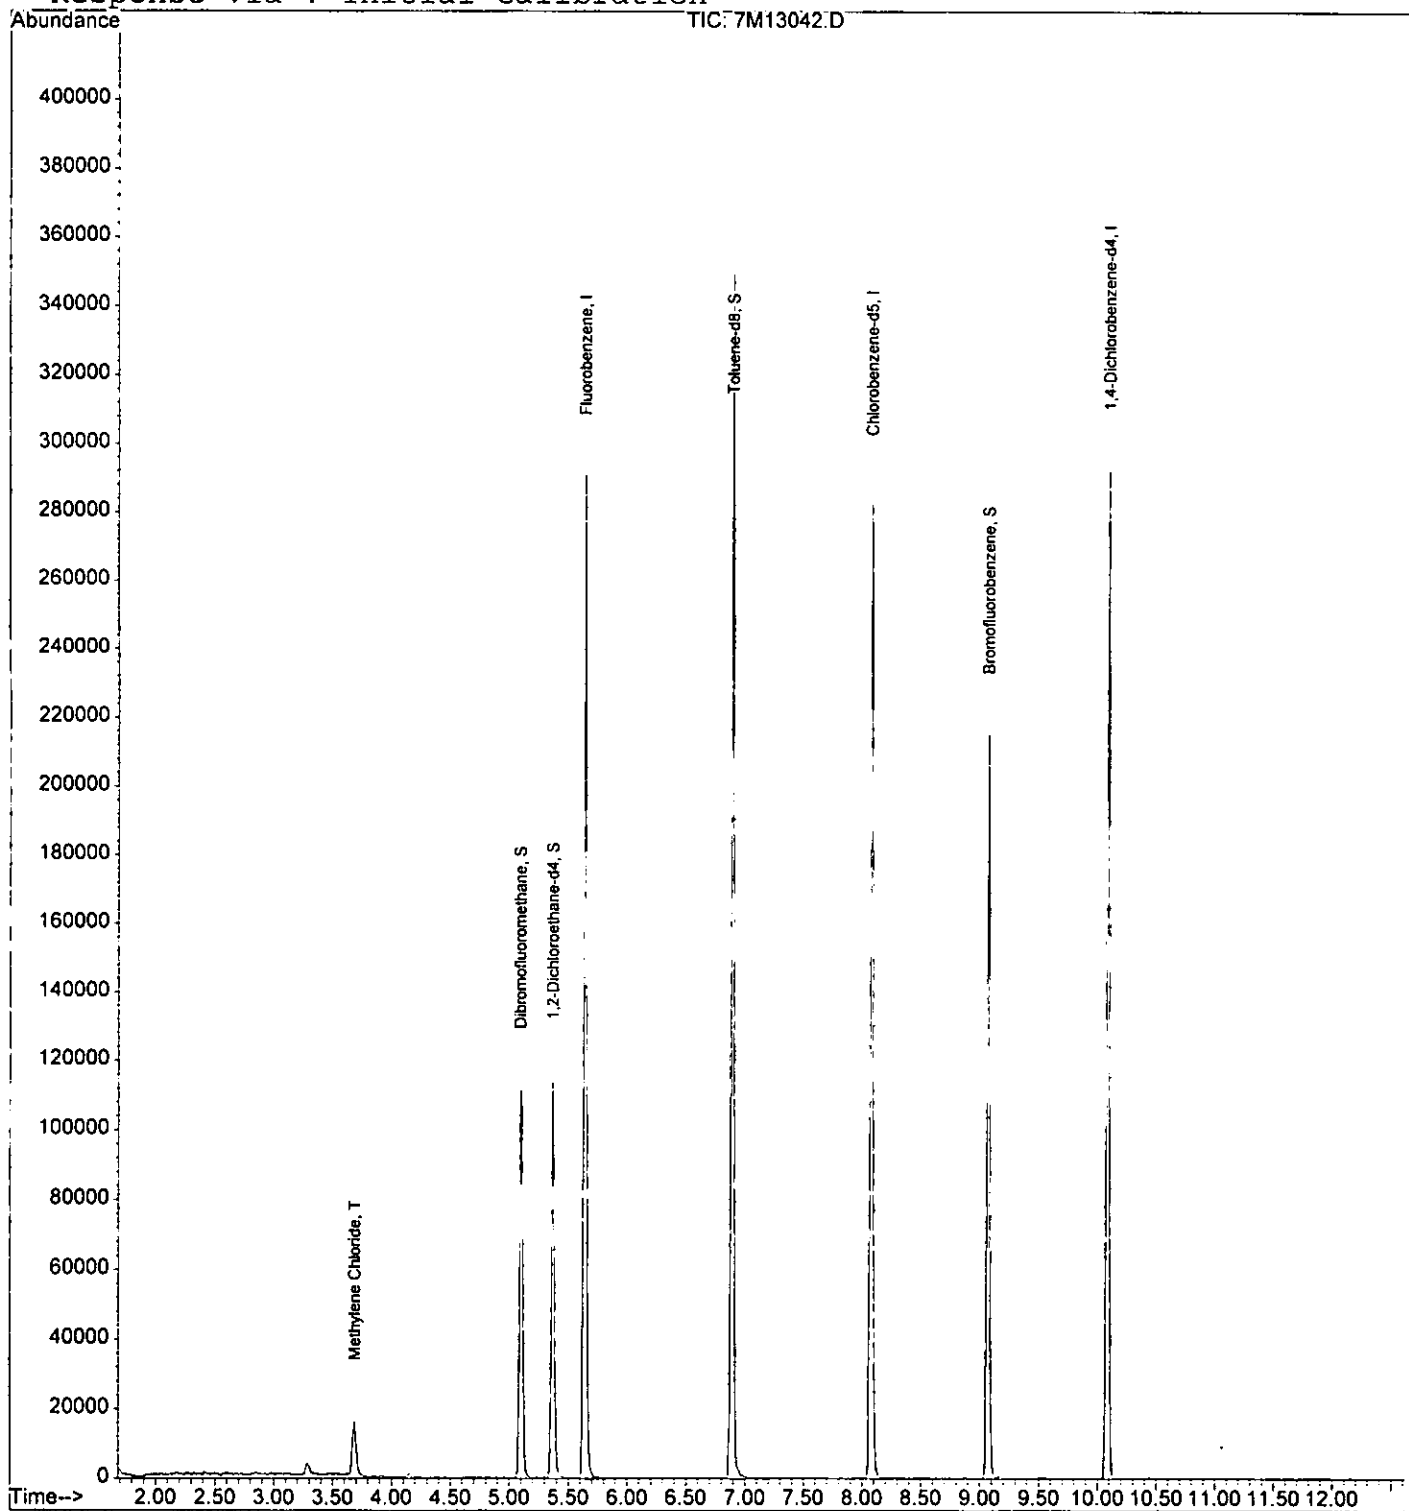 Response via : Initial Calibration
Abundance
TIC: 7M13042.D
400000
380000
360000
340000
320000
300000
280000
260000
240000
220000
200000
180000
160000
140000
120000
100000
80000
60000
40000
20000
0
Methylene Chloride, T
Dibromofluoromethane, S
1,2-Dichloroethane-d4, S
Fluorobenzene, I
Toluene-d8, S
Chlorobenzene-d5, I
Bromofluorobenzene, S
1,4-Dichlorobenzene-d4, I
Time--> 2.00 2.50 3.00 3.50 4.00 4.50 5.00 5.50 6.00 6.50 7.00 7.50 8.00 8.50 9.00 9.50 10.00 10.50 11.00 11.50 12.00